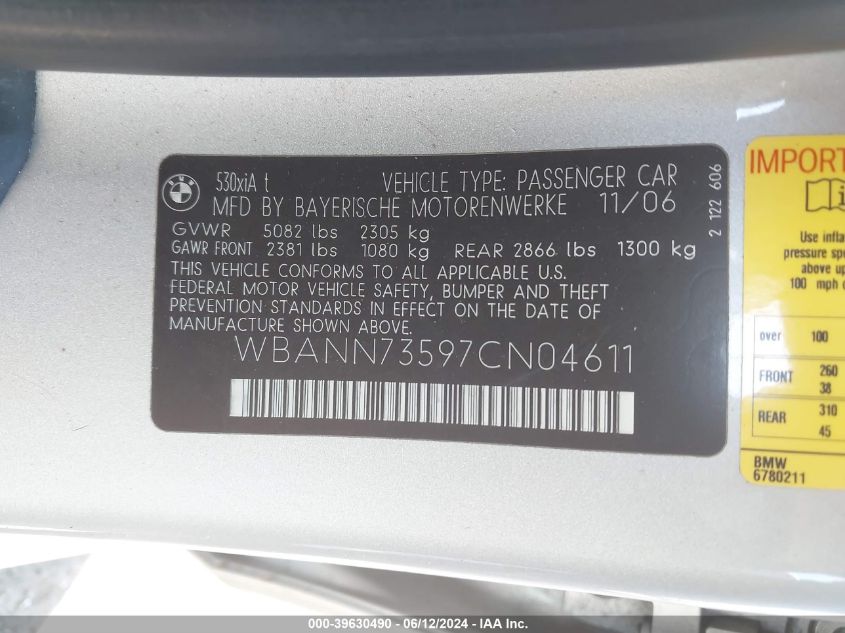 530xiA t VEHICLE TYPE: PASSENGER CAR
MFD BY BAYERISCHE MOTORENWERKE 11/06
GVWR 5082 lbs 2305 kg
GAWR FRONT 2381 lbs 1080 kg REAR 2866 lbs 1300 kg
THIS VEHICLE CONFORMS TO ALL APPLICABLE U.S.
FEDERAL MOTOR VEHICLE SAFETY, BUMPER AND THEFT
PREVENTION STANDARDS IN EFFECT ON THE DATE OF
MANUFACTURE SHOWN ABOVE.
WBANN73597CN04611
2 122 606
IMPORT
Use infla
pressure spe
above up
100 mph o
over 100
FRONT 260
38
REAR 310
45
BMW
6780211
000-39630490 - 06/12/2024 - IAA Inc.